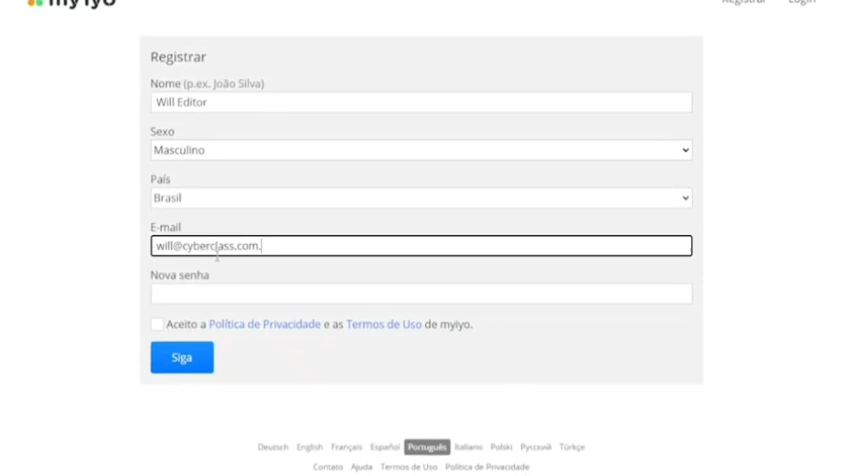 myiyo
Registrar Login
Registrar
Nome (p.ex. João Silva)
Will Editor
Sexo
Masculino
País
Brasil
E-mail
will@cyberclass.com.
Nova senha
Aceito a Política de Privacidade e as Termos de Uso de myiyo.
Siga
Deutsch English Français Español Português Italiano Polski Русский Türkçe
Contato Ajuda Termos de Uso Política de Privacidade